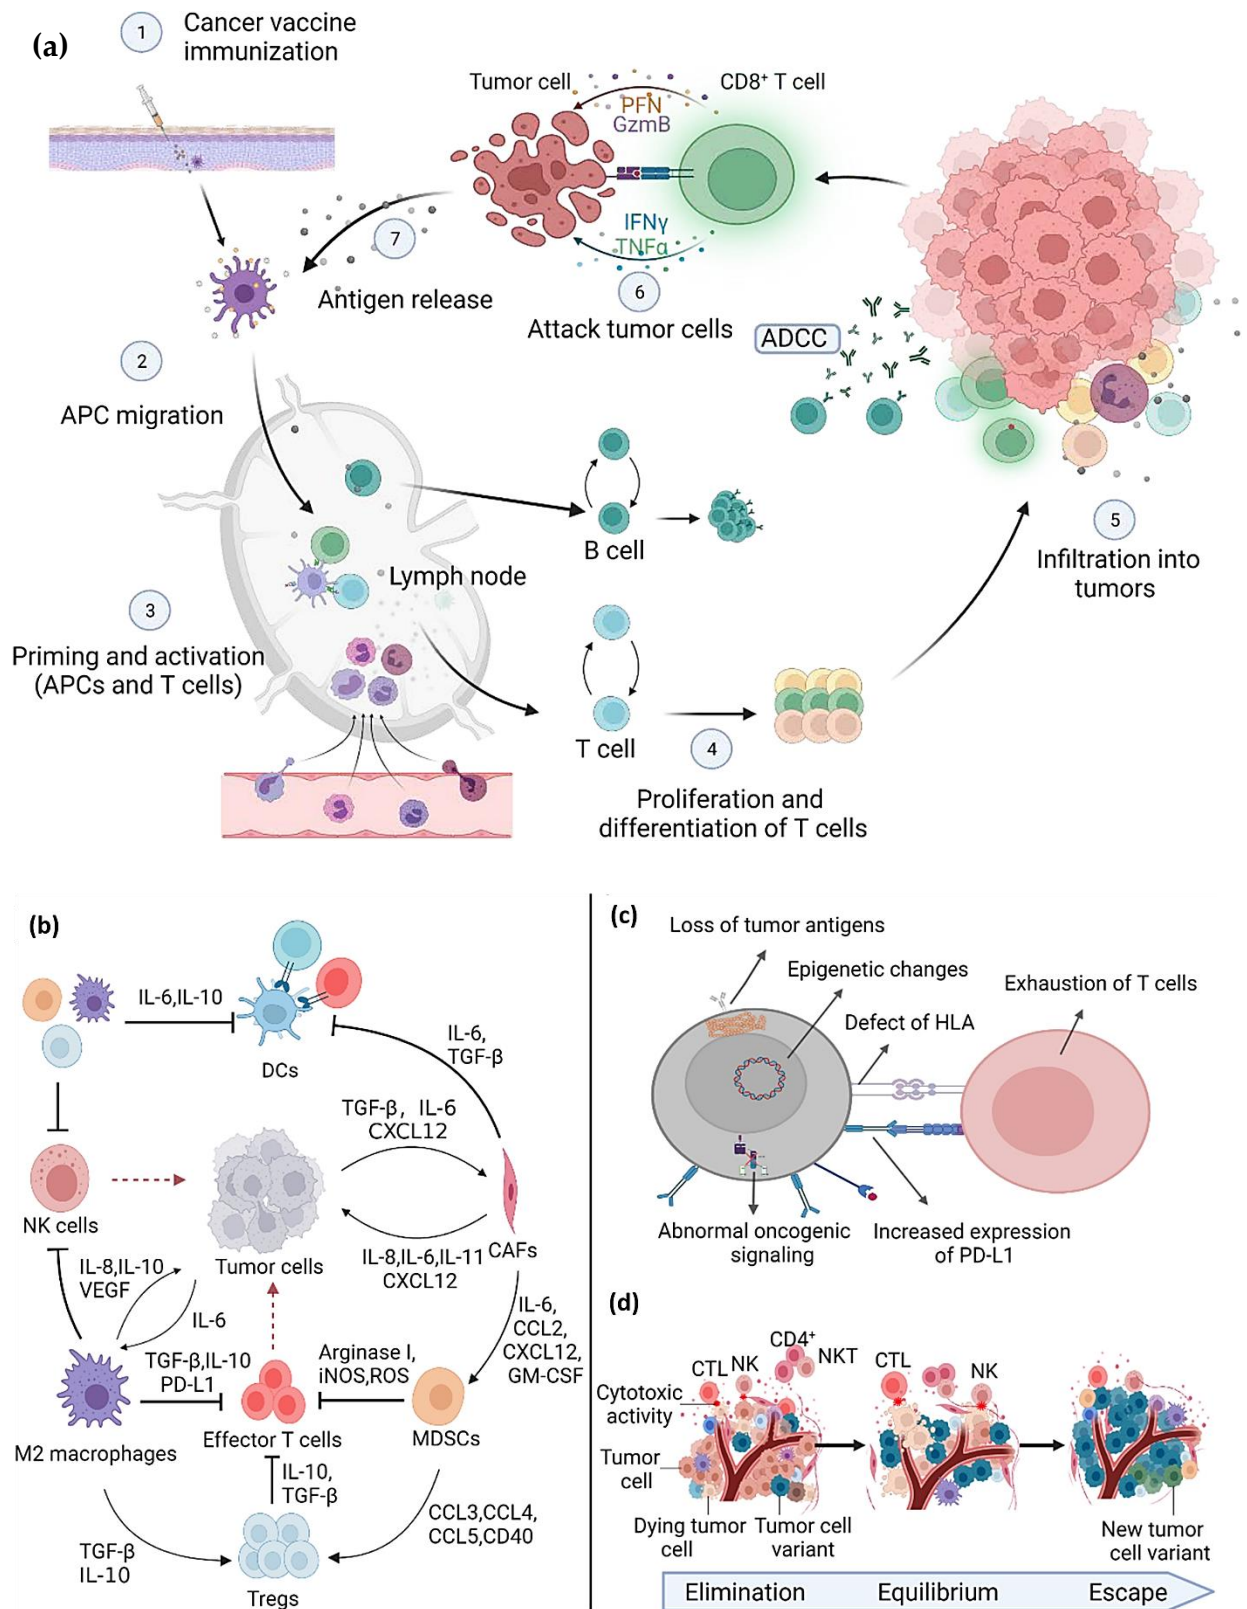 (a)
1
Cancer vaccine
immunization
Tumor cell
CD8⁺ T cell
PFN
GzmB
IFNγ
TNFα
7
Antigen release
6
Attack tumor cells
ADCC
2
APC migration
B cell
Lymph node
5
Infiltration into
tumors
3
Priming and activation
(APCs and T cells)
T cell
4
Proliferation and
differentiation of T cells
(b)
IL-6,IL-10
DCs
IL-6,
TGF-β
TGF-β, IL-6
CXCL12
NK cells
Tumor cells
CAFs
IL-8,IL-6,IL-11
CXCL12
IL-8,IL-10
VEGF
IL-6
IL-6,
CCL2,
CXCL12,
GM-CSF
TGF-β,IL-10
PD-L1
Arginase I,
iNOS,ROS
M2 macrophages
Effector T cells
MDSCs
IL-10,
TGF-β
CCL3,CCL4,
CCL5,CD40
TGF-β
IL-10
Tregs
(c)
Loss of tumor antigens
Epigenetic changes
Exhaustion of T cells
Defect of HLA
Abnormal oncogenic
signaling
Increased expression
of PD-L1
(d)
CTL
NK
CD4⁺
NKT
CTL
NK
Cytotoxic
activity
Tumor
cell
Dying tumor
cell
Tumor cell
variant
New tumor
cell variant
Elimination
Equilibrium
Escape